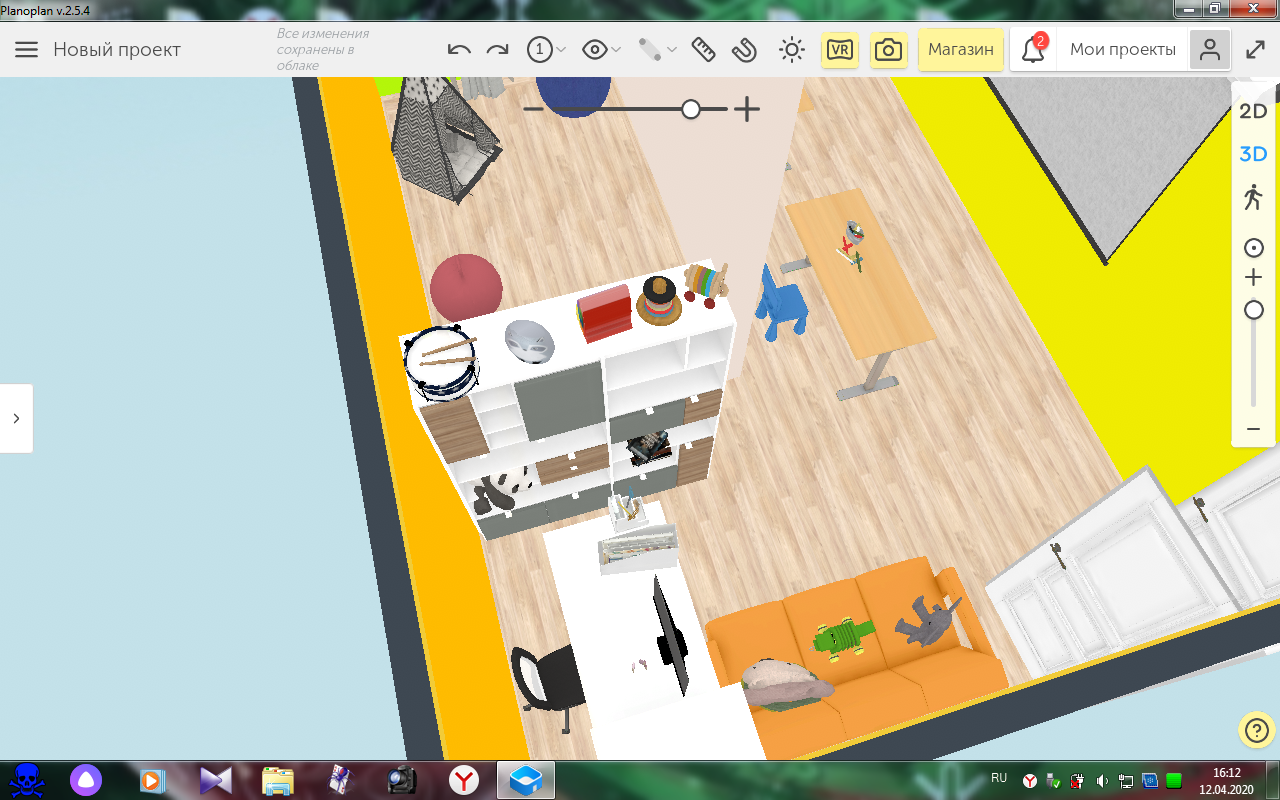 Planoplan v.2.5.4
Новый проект
Все изменения
сохранены в
облаке
1
VR
Магазин
2
Мои проекты
2D
3D
?
RU
16:12
12.04.2020